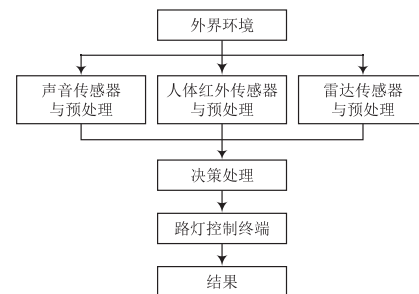 外界环境
声音传感器
与预处理
人体红外传感器
与预处理
雷达传感器
与预处理
决策处理
路灯控制终端
结果